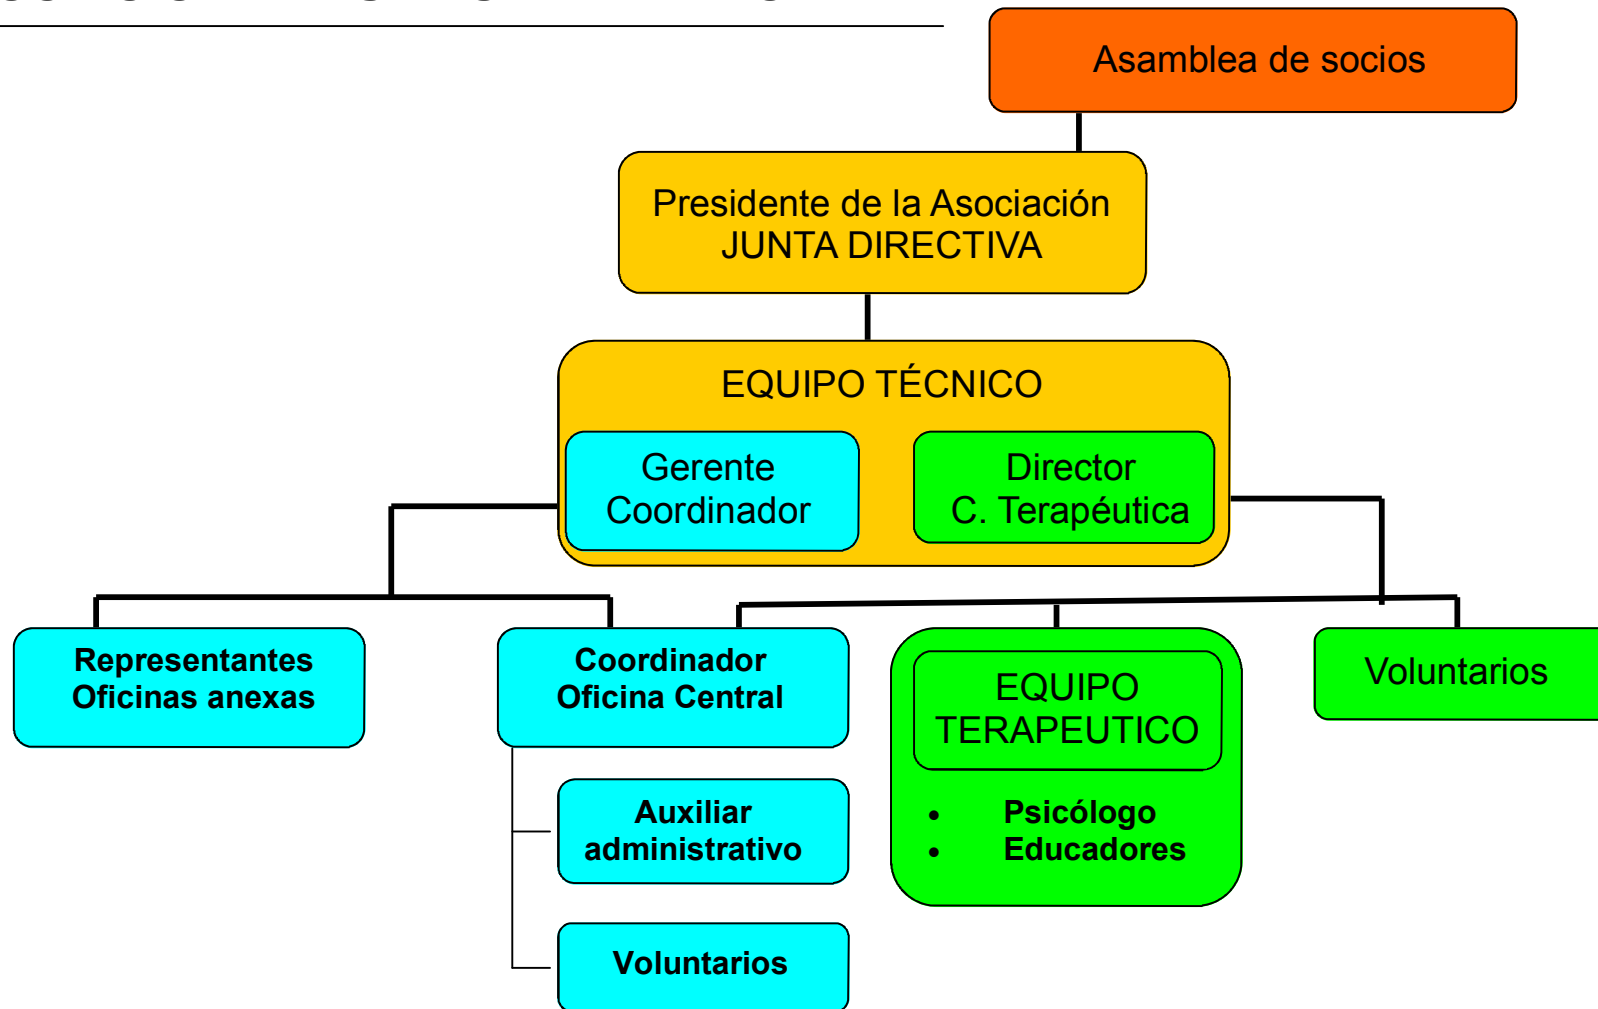 Asamblea de socios
Presidente de la Asociación
JUNTA DIRECTIVA
EQUIPO TÉCNICO
Gerente
Coordinador
Director
C. Terapéutica
Representantes
Oficinas anexas
Coordinador
Oficina Central
EQUIPO
TERAPEUTICO
Voluntarios
Auxiliar
administrativo
• Psicólogo
• Educadores
Voluntarios